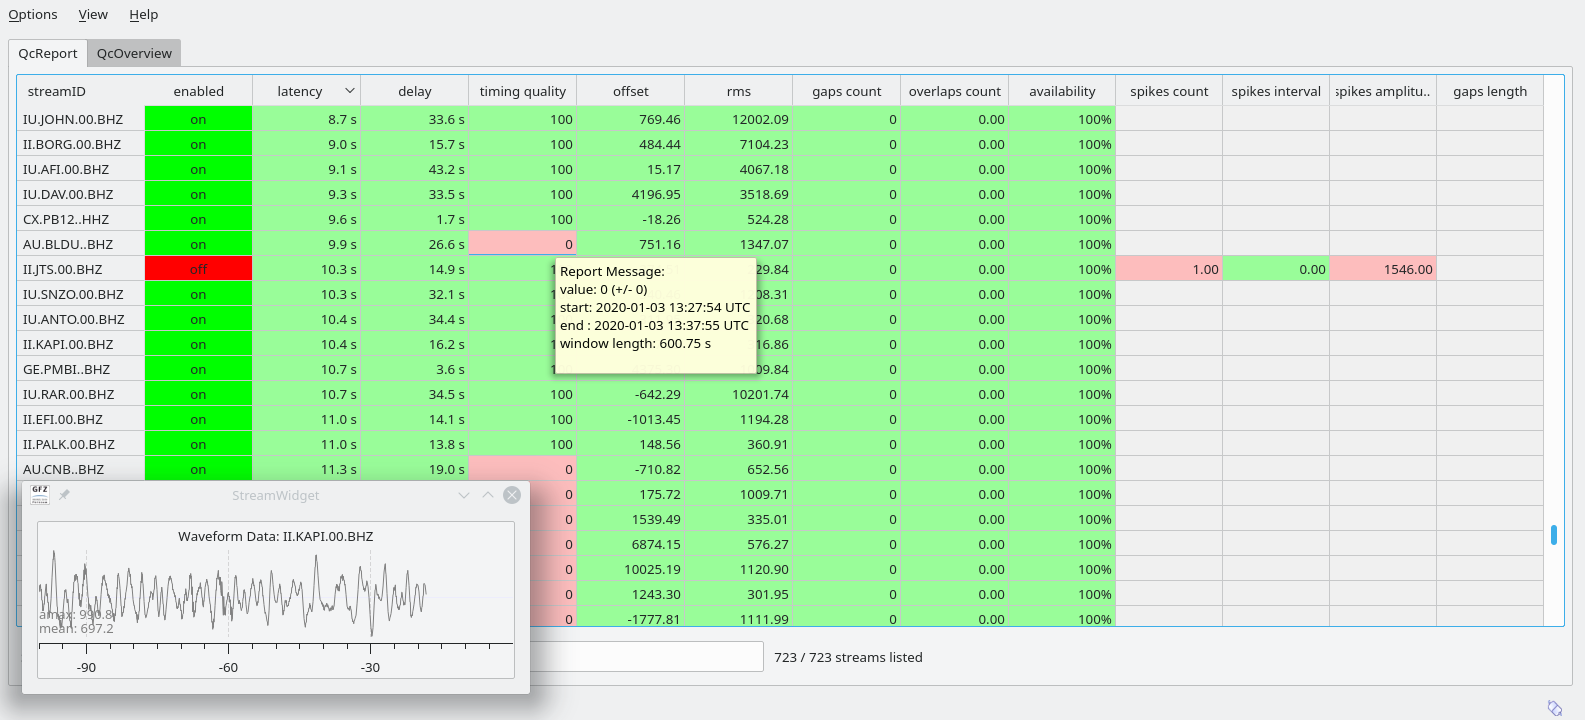 Options View Help
QcReport QcOverview
streamID enabled latency delay timing quality offset rms gaps count overlaps count availability spikes count spikes interval spikes amplitu.. gaps length
IU.JOHN.00.BHZ on 8.7 s 33.6 s 100 769.46 12002.09 0 0.00 100%
II.BORG.00.BHZ on 9.0 s 15.7 s 100 484.44 7104.23 0 0.00 100%
IU.AFI.00.BHZ on 9.1 s 43.2 s 100 15.17 4067.18 0 0.00 100%
IU.DAV.00.BHZ on 9.3 s 33.5 s 100 4196.95 3518.69 0 0.00 100%
CX.PB12..HHZ on 9.6 s 1.7 s 100 -18.26 524.28 0 0.00 100%
AU.BLDU..BHZ on 9.9 s 26.6 s 0 751.16 1347.07 0 0.00 100%
II.JTS.00.BHZ off 10.3 s 14.9 s 29.84 0 0.00 100% 1.00 0.00 1546.00
IU.SNZO.00.BHZ on 10.3 s 32.1 s 08.31 0 0.00 100%
IU.ANTO.00.BHZ on 10.4 s 34.4 s 20.68 0 0.00 100%
II.KAPI.00.BHZ on 10.4 s 16.2 s 16.86 0 0.00 100%
GE.PMBI..BHZ on 10.7 s 3.6 s 09.84 0 0.00 100%
Report Message:
value: 0 (+/- 0)
start: 2020-01-03 13:27:54 UTC
end : 2020-01-03 13:37:55 UTC
window length: 600.75 s
IU.RAR.00.BHZ on 10.7 s 34.5 s 100 -642.29 10201.74 0 0.00 100%
II.EFI.00.BHZ on 11.0 s 14.1 s 100 -1013.45 1194.28 0 0.00 100%
II.PALK.00.BHZ on 11.0 s 13.8 s 100 148.56 360.91 0 0.00 100%
AU.CNB..BHZ on 11.3 s 19.0 s 0 -710.82 652.56 0 0.00 100%
0 175.72 1009.71 0 0.00 100%
0 1539.49 335.01 0 0.00 100%
0 6874.15 576.27 0 0.00 100%
0 10025.19 1120.90 0 0.00 100%
0 1243.30 301.95 0 0.00 100%
0 -1777.81 1111.99 0 0.00 100%
GFZ StreamWidget
Waveform Data: II.KAPI.00.BHZ
amax: 990.8
mean: 697.2
-90 -60 -30
723 / 723 streams listed